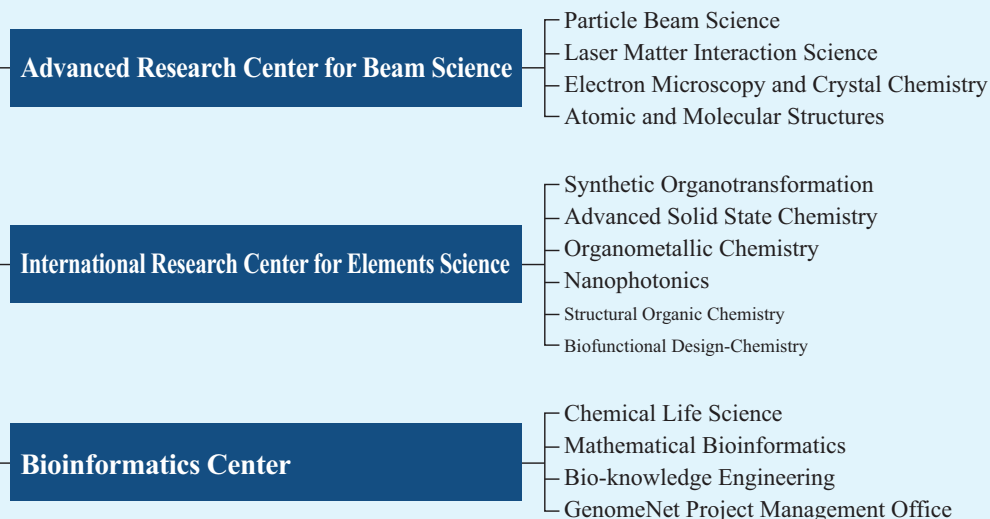 Advanced Research Center for Beam Science
Particle Beam Science
Laser Matter Interaction Science
Electron Microscopy and Crystal Chemistry
Atomic and Molecular Structures
International Research Center for Elements Science
Synthetic Organotransformation
Advanced Solid State Chemistry
Organometallic Chemistry
Nanophotonics
Structural Organic Chemistry
Biofunctional Design-Chemistry
Bioinformatics Center
Chemical Life Science
Mathematical Bioinformatics
Bio-knowledge Engineering
GenomeNet Project Management Office